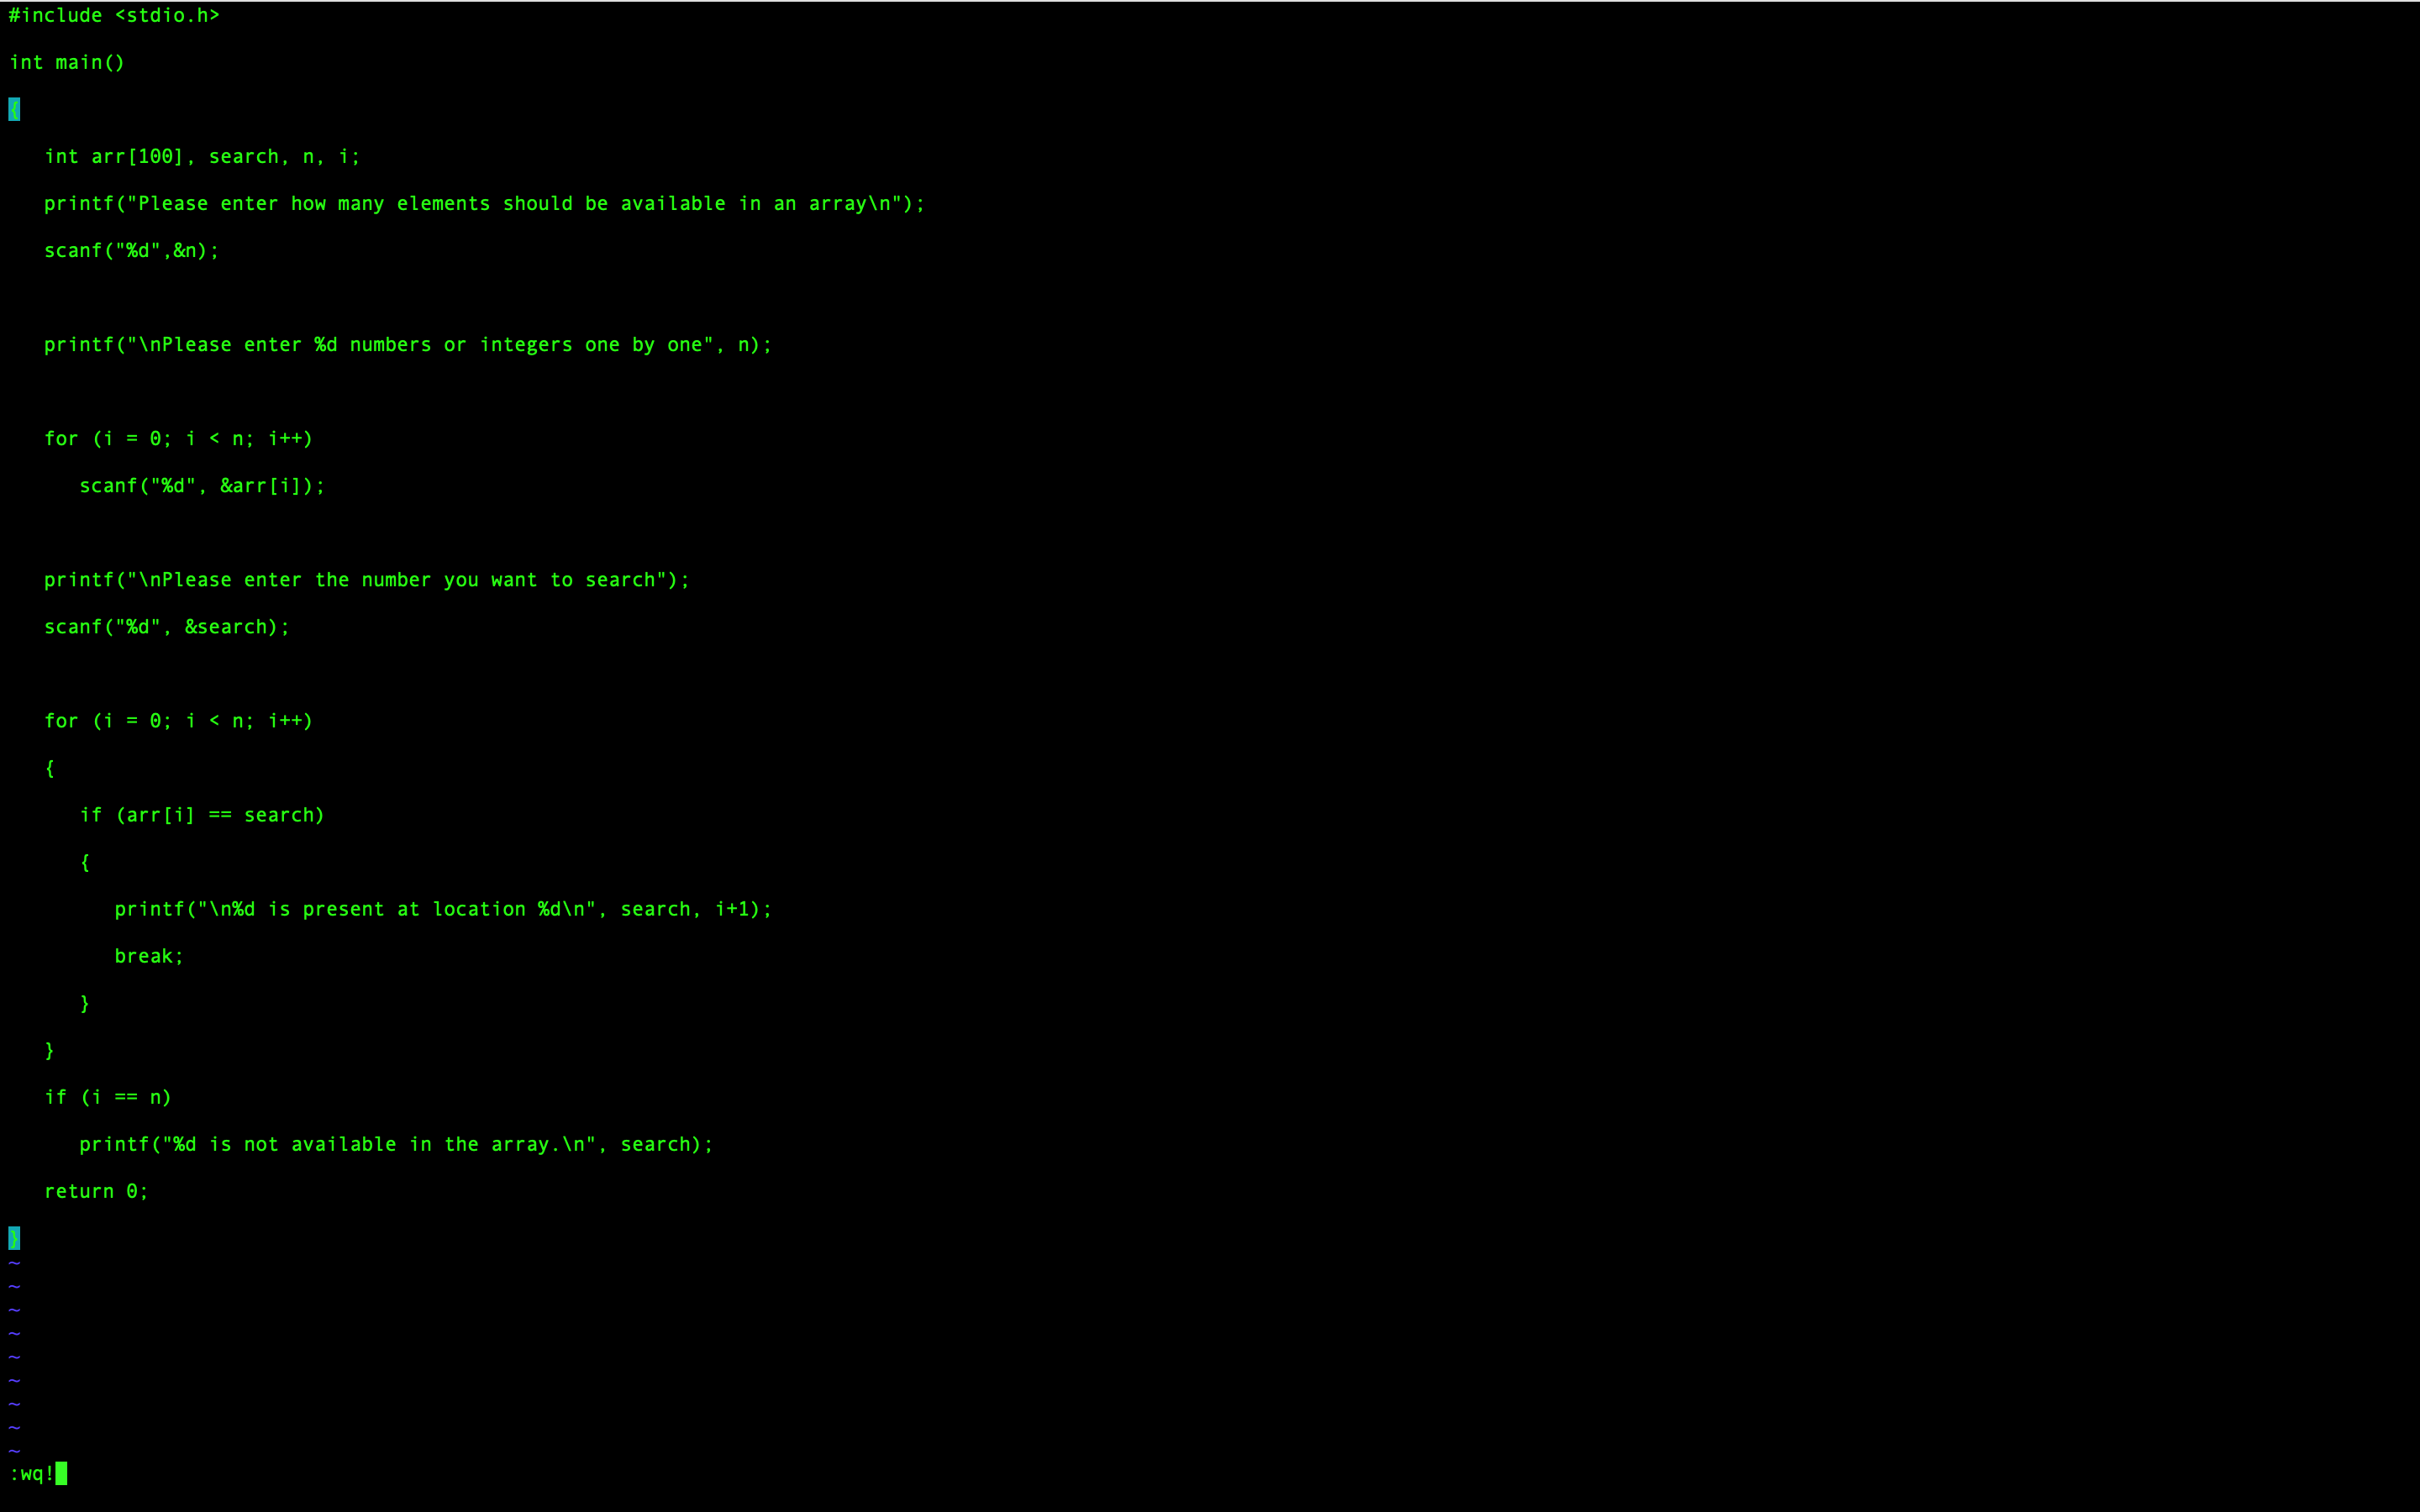 #include <stdio.h>
int main()
{
   int arr[100], search, n, i;
   printf("Please enter how many elements should be available in an array\n");
   scanf("%d",&n);
   printf("\nPlease enter %d numbers or integers one by one", n);
   for (i = 0; i < n; i++)
      scanf("%d", &arr[i]);
   printf("\nPlease enter the number you want to search");
   scanf("%d", &search);
   for (i = 0; i < n; i++)
   {
      if (arr[i] == search)
      {
         printf("\n%d is present at location %d\n", search, i+1);
         break;
      }
   }
   if (i == n)
      printf("%d is not available in the array.\n", search);
   return 0;
}
~
~
~
~
~
~
~
~
~
:wq!